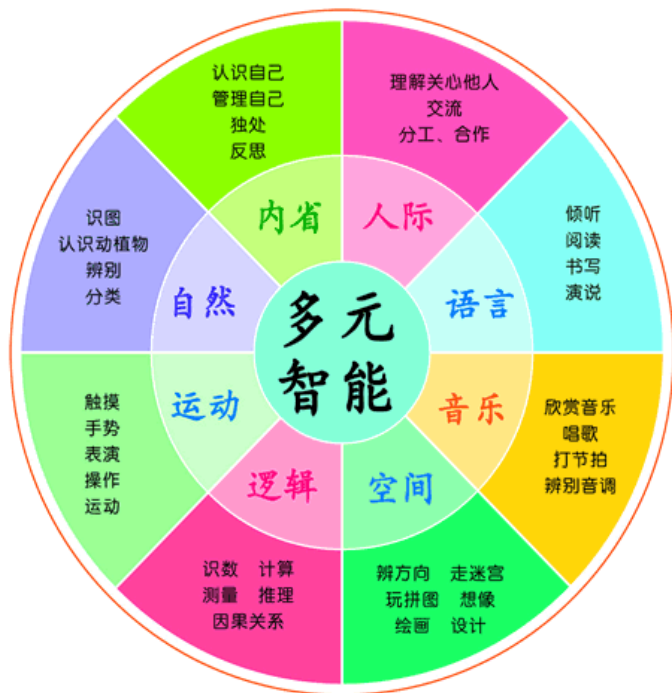 多元
智能
人际
理解关心他人
交流
分工、合作
语言
倾听
阅读
书写
演说
音乐
欣赏音乐
唱歌
打节拍
辨别音调
空间
辨方向 走迷宫
玩拼图 想像
绘画 设计
逻辑
识数 计算
测量 推理
因果关系
运动
触摸
手势
表演
操作
运动
自然
识图
认识动植物
辨别
分类
内省
认识自己
管理自己
独处
反思